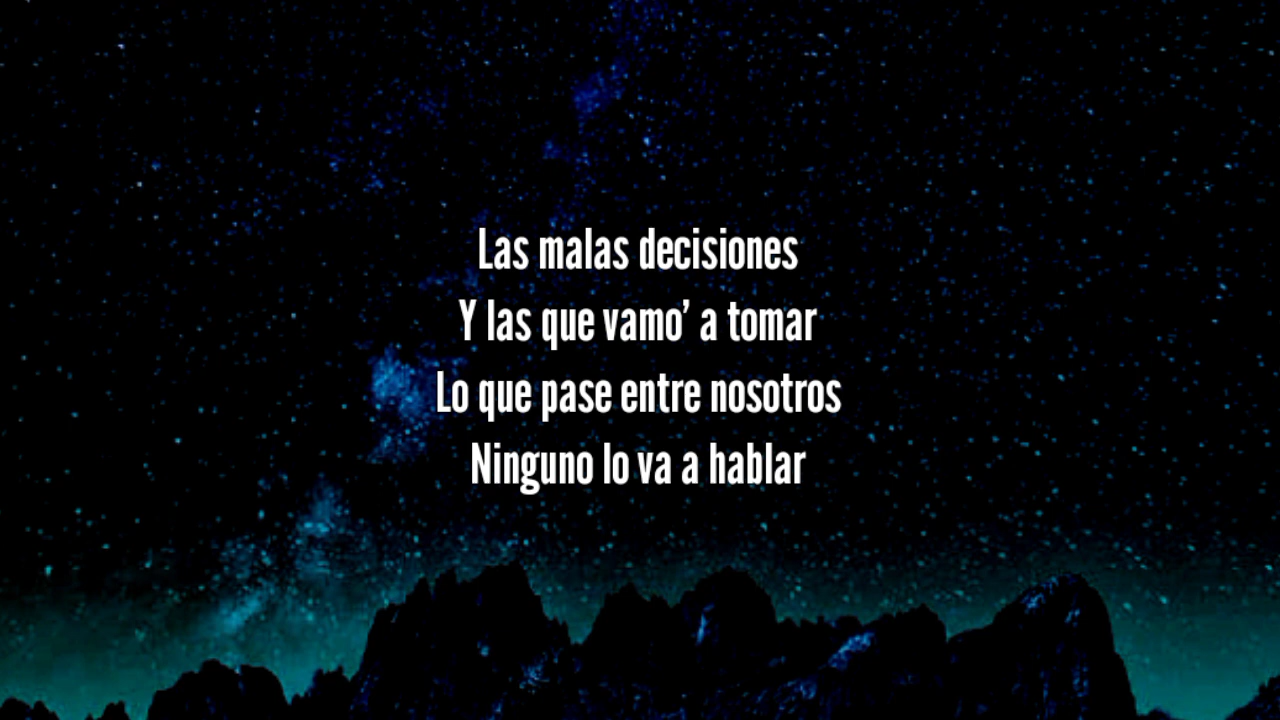 Las malas decisiones
Y las que vamo’ a tomar
Lo que pase entre nosotros
Ninguno lo va a hablar